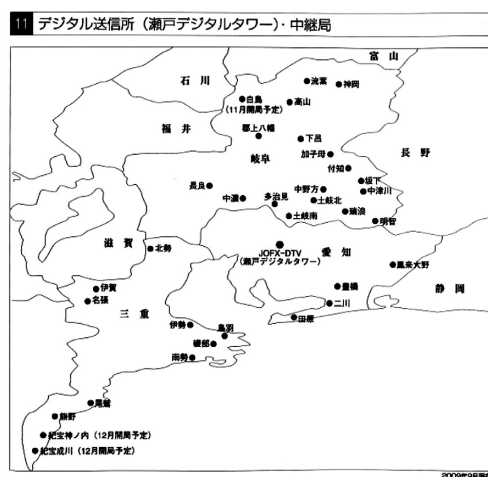 11 デジタル送信所（瀬戸デジタルタワー）・中継局
富山
石川
流葉
神岡
白鳥
(11月開局予定)
高山
福井
郡上八幡
下呂
加子母
岐阜
長野
付知
坂下
長良
中野方
中津川
中濃
多治見
土岐北
瑞浪
土岐南
明智
滋賀
北勢
JOFX-DTV
(瀬戸デジタルタワー)
愛知
鳳来大野
伊賀
名張
豊橋
静岡
二川
三重
田原
伊勢
鳥羽
磯部
南勢
尾鷲
熊野
紀宝神ノ内（12月開局予定）
紀宝成川（12月開局予定）